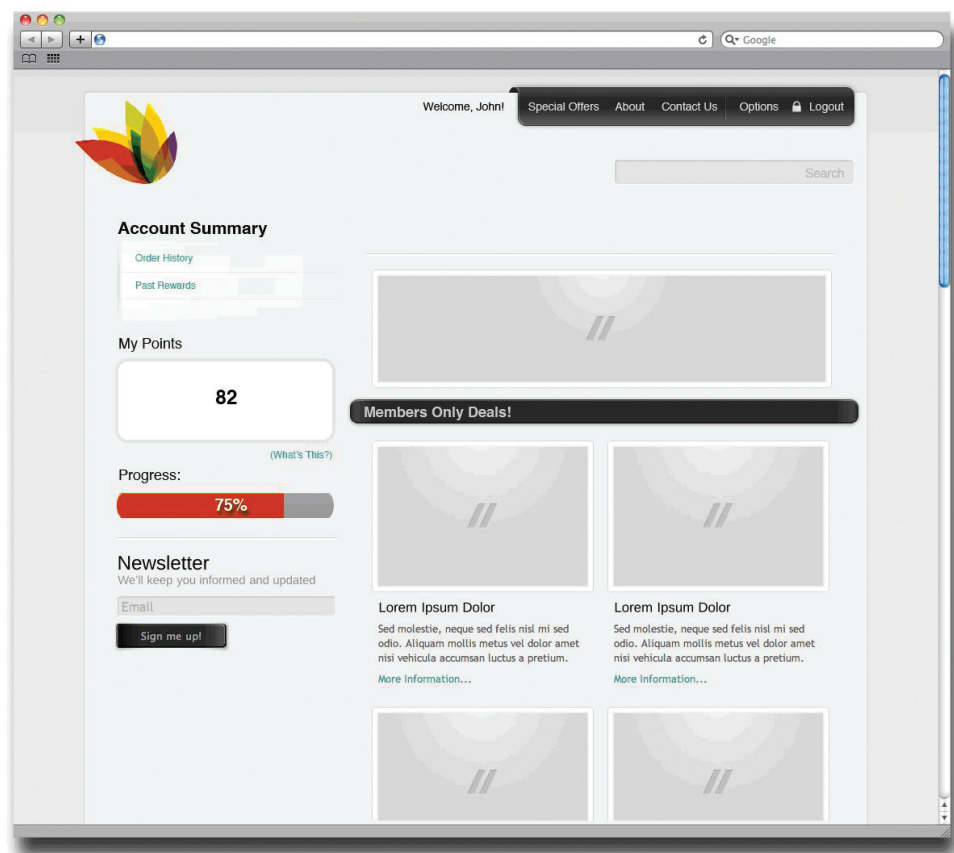 Google
Welcome, John!
Special Offers About Contact Us Options Logout
Search
Account Summary
Order History
Past Rewards
My Points
82
(What's This?)
Progress:
75%
Newsletter
We'll keep you informed and updated
Email
Sign me up!
Members Only Deals!
Lorem Ipsum Dolor
Sed molestie, neque sed felis nisl mi sed
odio. Aliquam mollis metus vel dolor amet
nisi vehicula accumsan luctus a pretium.
More Information...
Lorem Ipsum Dolor
Sed molestie, neque sed felis nisl mi sed
odio. Aliquam mollis metus vel dolor amet
nisi vehicula accumsan luctus a pretium.
More Information...